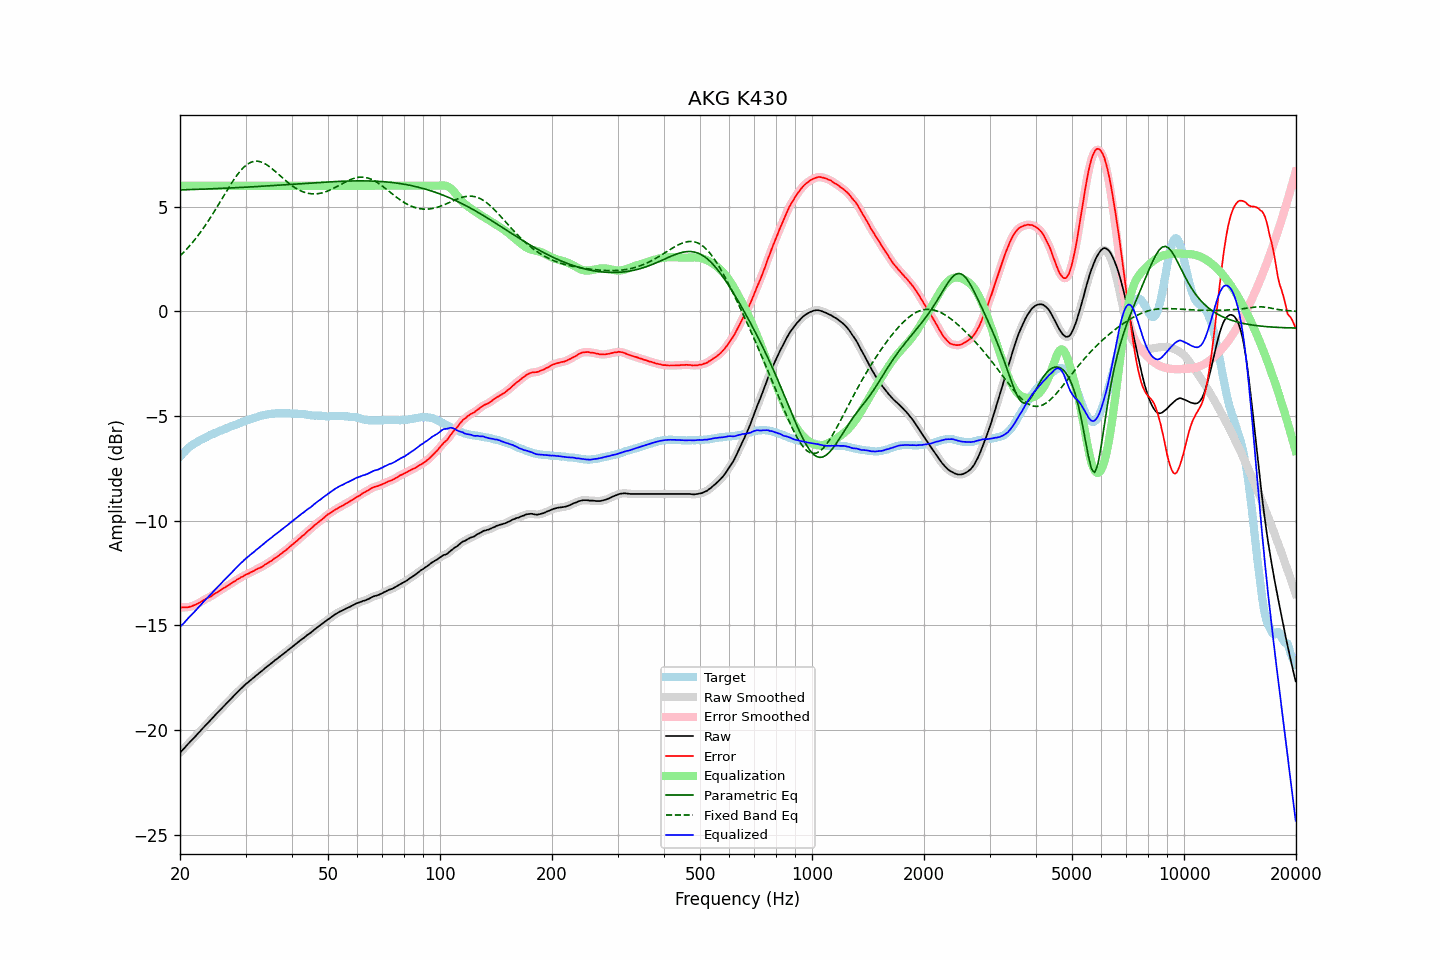 AKG K430
Amplitude (dBr)
5
0
−5
−10
−15
−20
−25
20
50
100
200
500
1000
2000
5000
10000
20000
Frequency (Hz)
Target
Raw Smoothed
Error Smoothed
Raw
Error
Equalization
Parametric Eq
Fixed Band Eq
Equalized